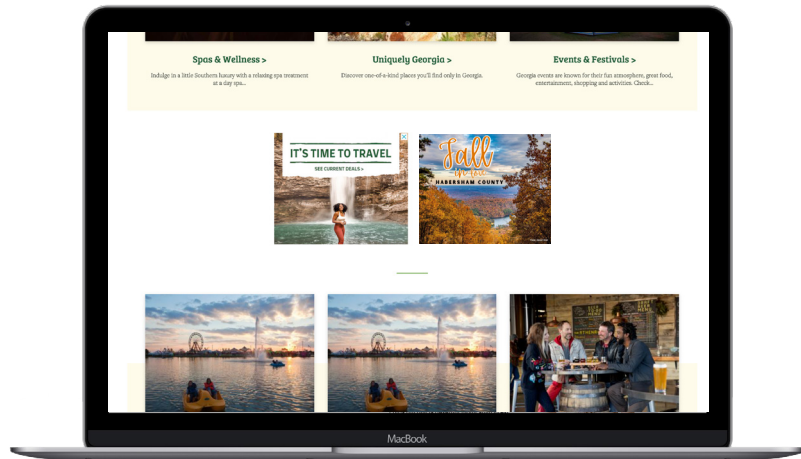 Spas & Wellness >
Indulge in a little Southern luxury with a relaxing spa treatment
at a day spa...
Uniquely Georgia >
Discover one-of-a-kind places you'll find only in Georgia.
Events & Festivals >
Georgia events are known for their fun atmosphere, great food,
entertainment, shopping and activities. Check...
IT'S TIME TO TRAVEL
SEE CURRENT DEALS >
Fall
in love
HABERSHAM COUNTY
MacBook